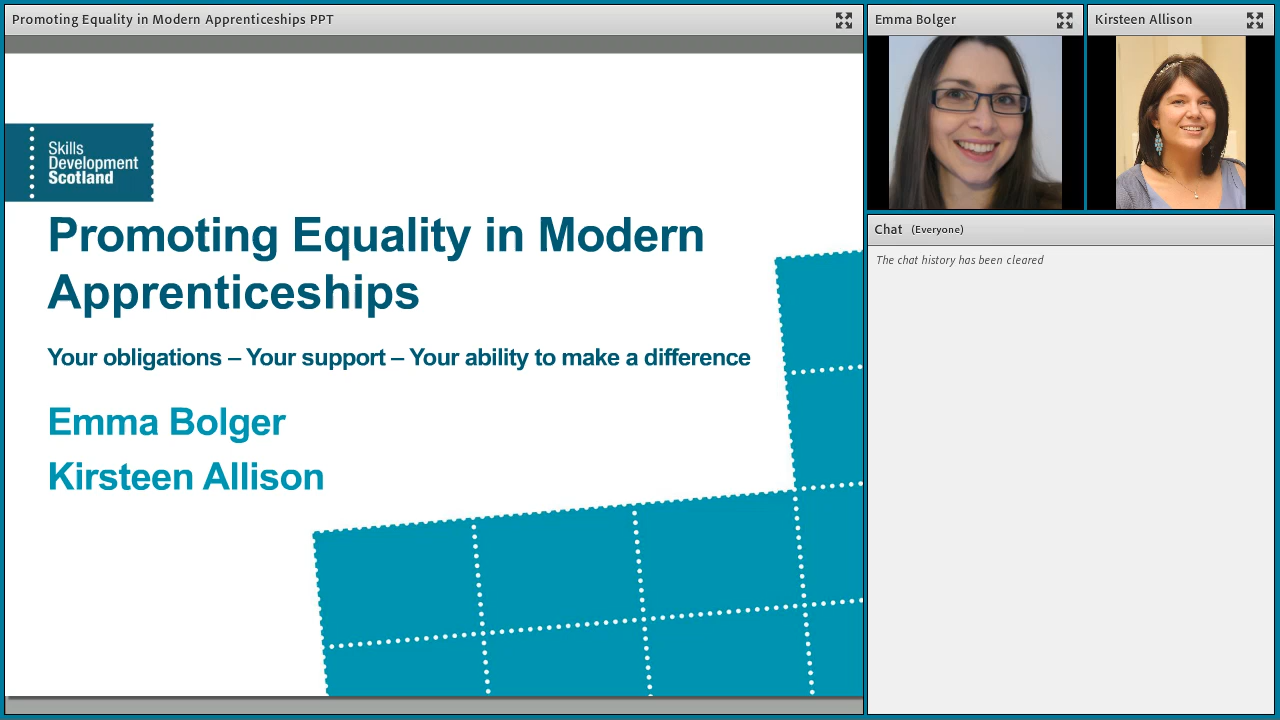 Promoting Equality in Modern Apprenticeships PPT
Emma Bolger
Kirsteen Allison
Skills
Development
Scotland
Promoting Equality in Modern
Apprenticeships
Your obligations – Your support – Your ability to make a difference
Emma Bolger
Kirsteen Allison
Chat (Everyone)
The chat history has been cleared